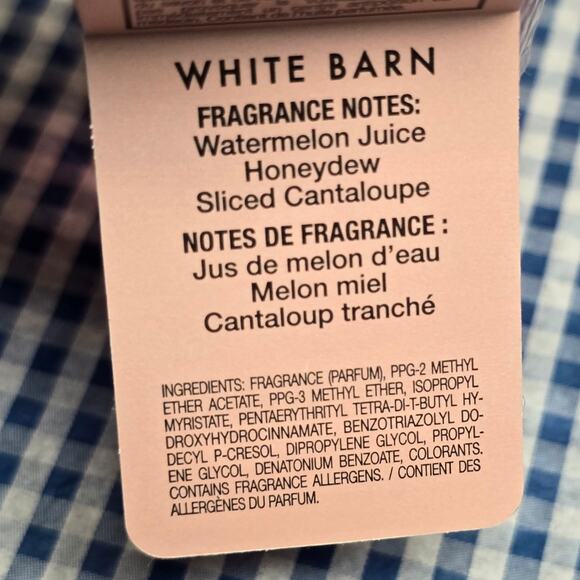 WHITE BARN
FRAGRANCE NOTES:
Watermelon Juice
Honeydew
Sliced Cantaloupe
NOTES DE FRAGRANCE :
Jus de melon d'eau
Melon miel
Cantaloup tranché
INGREDIENTS: FRAGRANCE (PARFUM), PPG-2 METHYL
ETHER ACETATE, PPG-3 METHYL ETHER, ISOPROPYL
MYRISTATE, PENTAERYTHRITYL TETRA-DI-T-BUTYL HY-
DROXYHYDROCINNAMATE, BENZOTRIAZOLYL DO-
DECYL P-CRESOL, DIPROPYLENE GLYCOL, PROPYL-
ENE GLYCOL, DENATONIUM BENZOATE, COLORANTS.
CONTAINS FRAGRANCE ALLERGENS. / CONTIENT DES
ALLERGÈNES DU PARFUM.